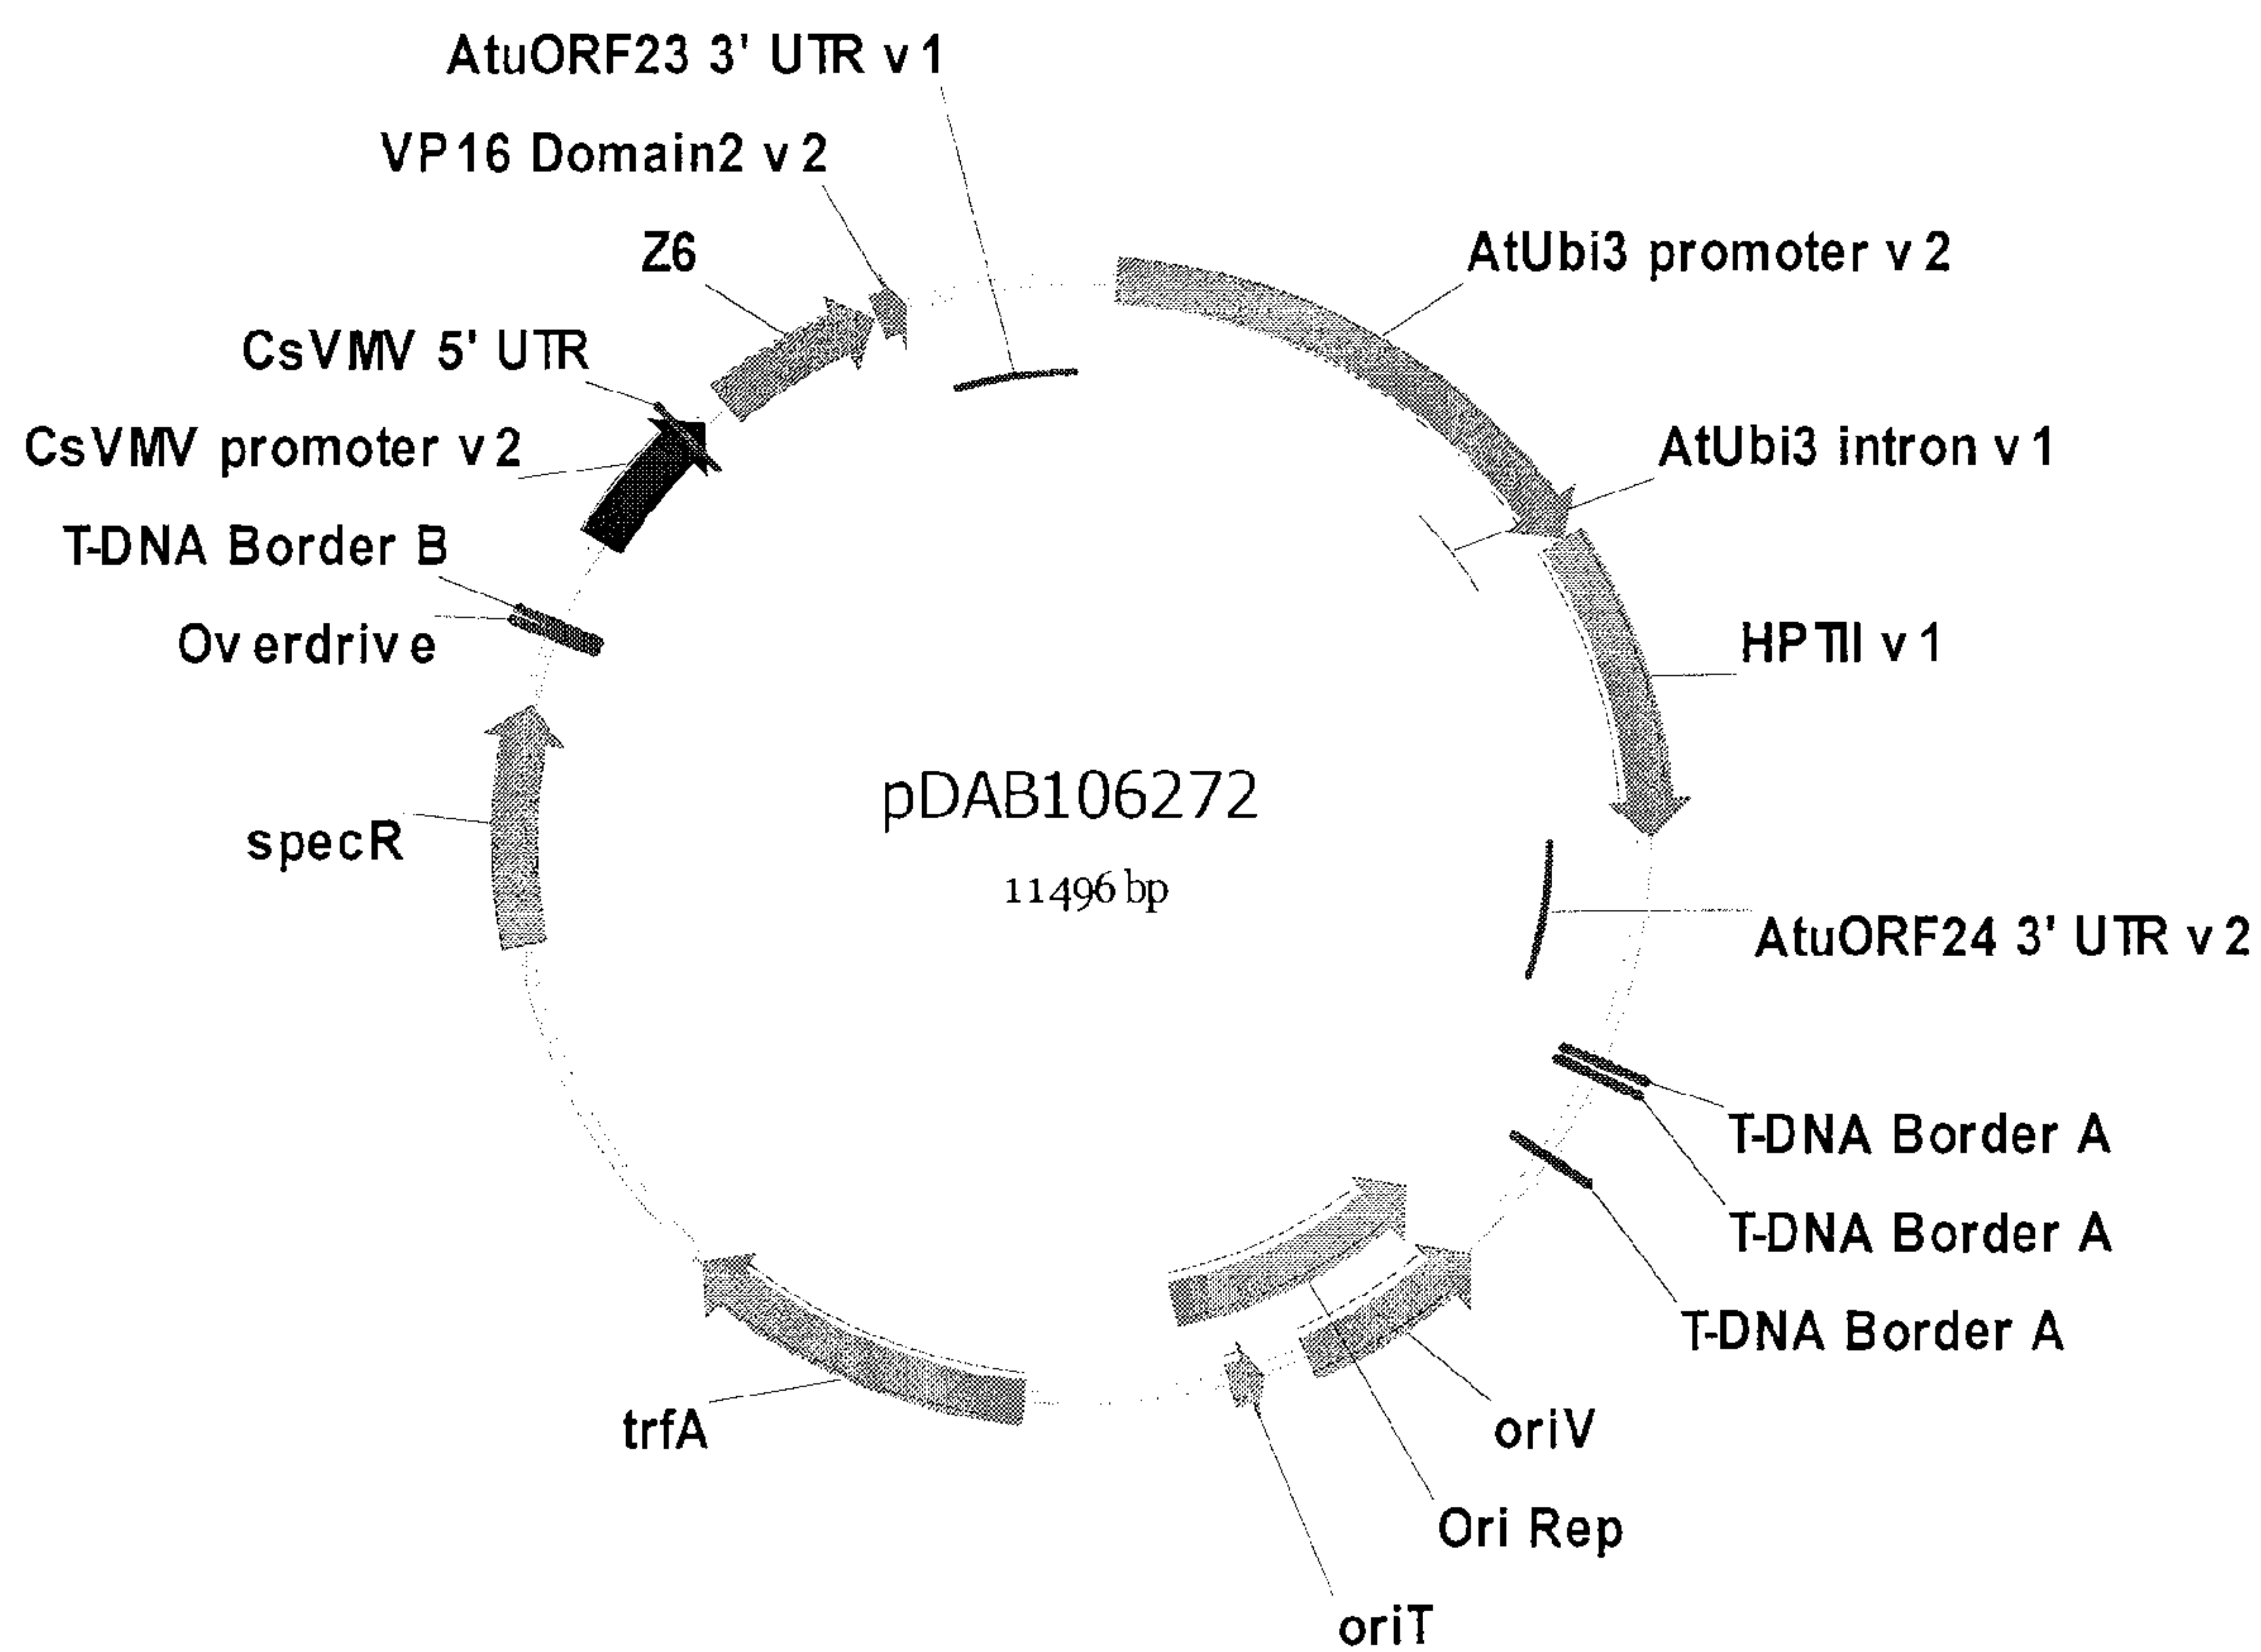 AtuORF23 3' UTR v1
VP16 Domain2 v2
Z6
AtUbi3 promoter v2
CsVMV 5' UTR
CsVMV promoter v2
AtUbi3 intron v1
T-DNA Border B
Overdrive
HPTII v1
pDAB106272
11496 bp
specR
AtuORF24 3' UTR v2
T-DNA Border A
T-DNA Border A
T-DNA Border A
trfA
oriV
Ori Rep
oriT